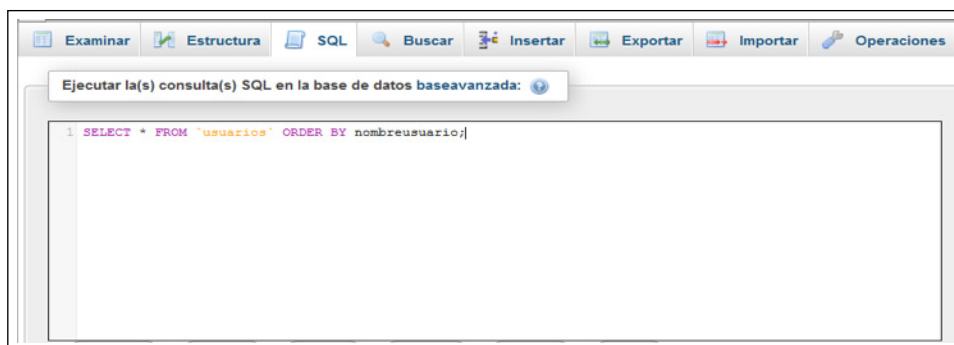 Examinar Estructura SQL Buscar Insertar Exportar Importar Operaciones
Ejecutar la(s) consulta(s) SQL en la base de datos baseavanzada:
1 SELECT * FROM `usuarios` ORDER BY nombreusuario;